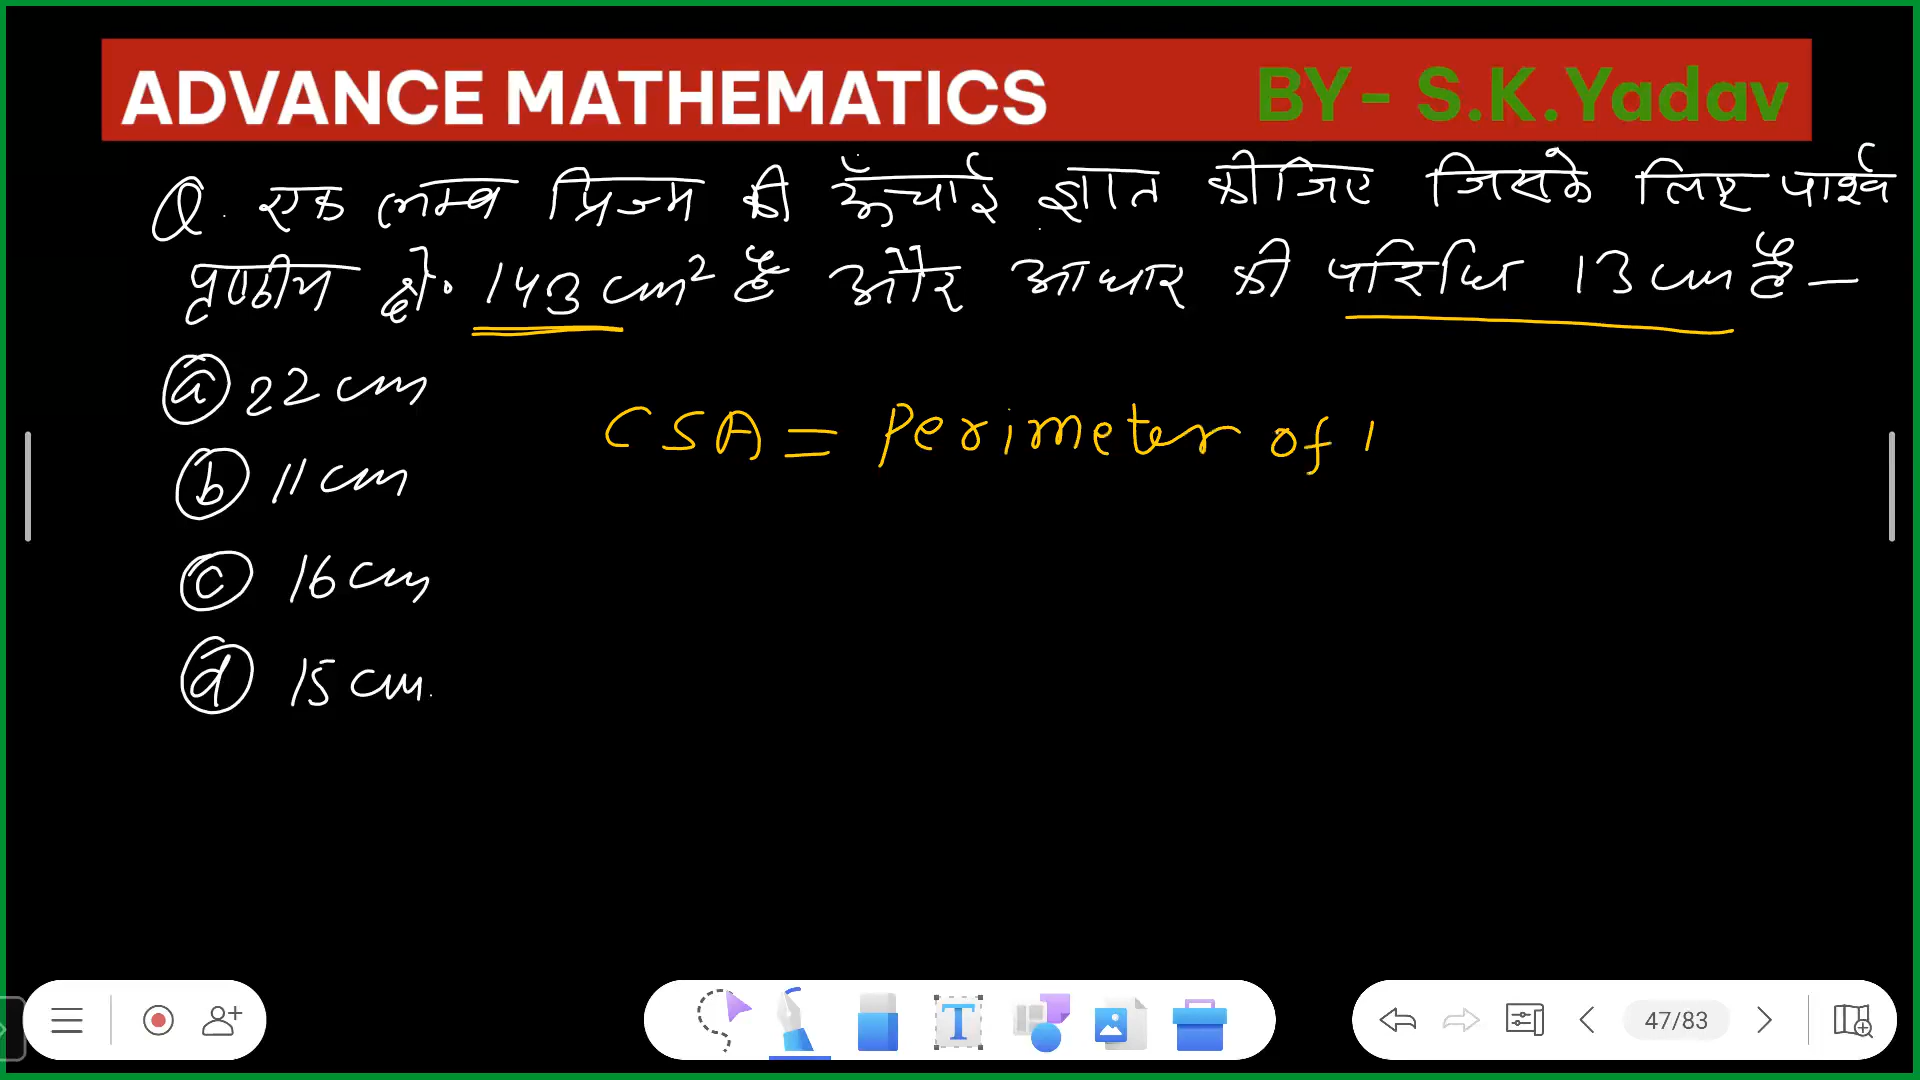 ADVANCE MATHEMATICS BY- S.K.Yadav
Q. एक लम्ब प्रिज्म की ऊँचाई ज्ञात कीजिए जिसके लिए पार्श्व
पृष्ठीय क्षे० 143 cm² है और आधार की परिधि 13 cm है —
(a) 22 cm
CSA = Perimeter of
(b) 11 cm
(c) 16 cm
(d) 15 cm.
47/83